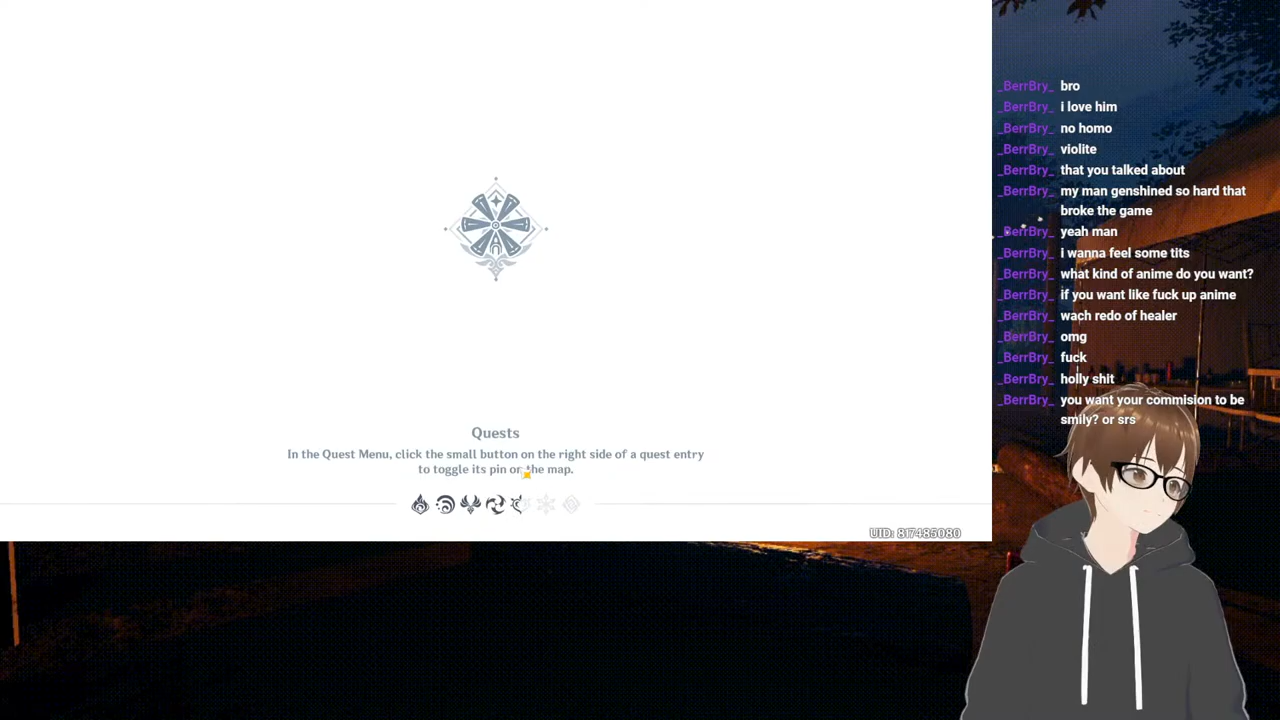 _BerrBry_ bro
_BerrBry_ i love him
_BerrBry_ no homo
_BerrBry_ violite
_BerrBry_ that you talked about
_BerrBry_ my man genshined so hard that
broke the game
_BerrBry_ yeah man
_BerrBry_ i wanna feel some tits
_BerrBry_ what kind of anime do you want?
_BerrBry_ if you want like fuck up anime
_BerrBry_ wach redo of healer
_BerrBry_ omg
_BerrBry_ fuck
_BerrBry_ holly shit
_BerrBry_ you want your commision to be
smily? or srs
Quests
In the Quest Menu, click the small button on the right side of a quest entry
to toggle its pin on the map.
UID: 817485080